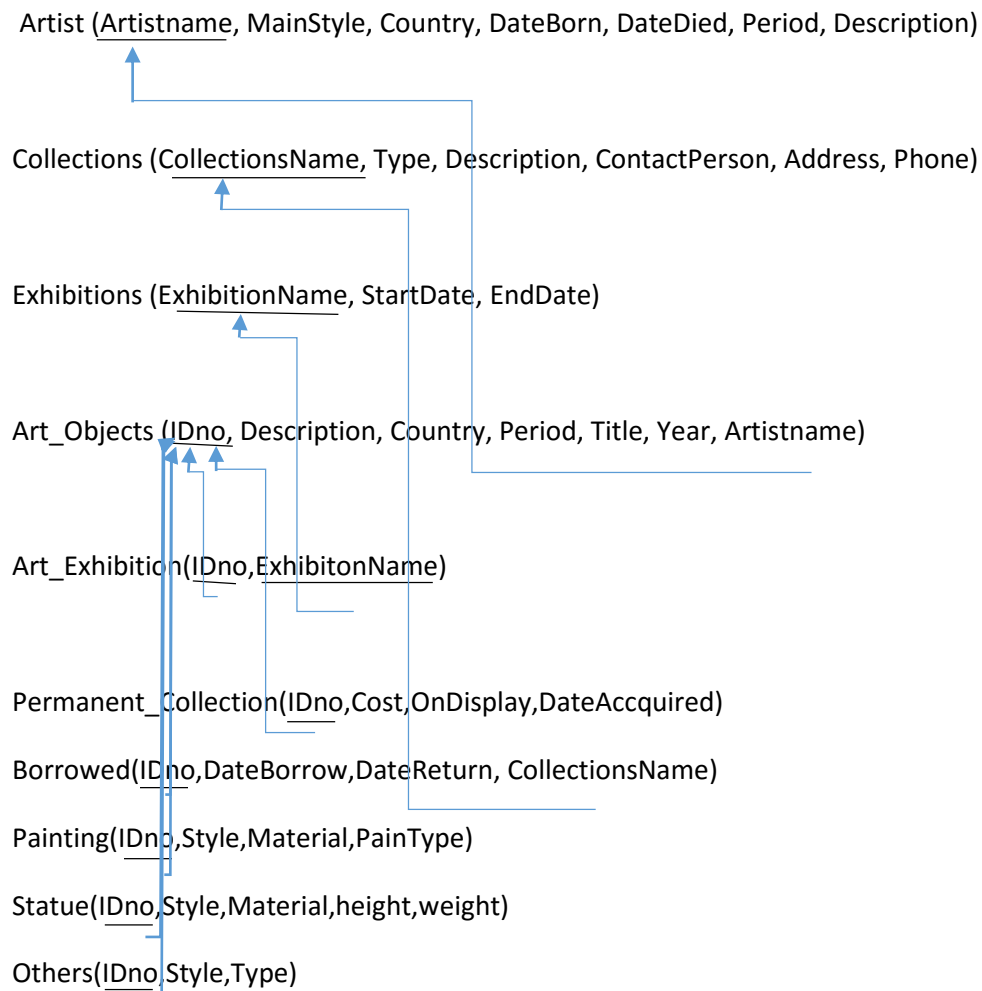 Artist (Artistname, MainStyle, Country, DateBorn, DateDied, Period, Description)
Collections (CollectionsName, Type, Description, ContactPerson, Address, Phone)
Exhibitions (ExhibitionName, StartDate, EndDate)
Art_Objects (IDno, Description, Country, Period, Title, Year, Artistname)
Art_Exhibition(IDno,ExhibitonName)
Permanent_Collection(IDno,Cost,OnDisplay,DateAccquired)
Borrowed(IDno,DateBorrow,DateReturn, CollectionsName)
Painting(IDno,Style,Material,PainType)
Statue(IDno,Style,Material,height,weight)
Others(IDno,Style,Type)